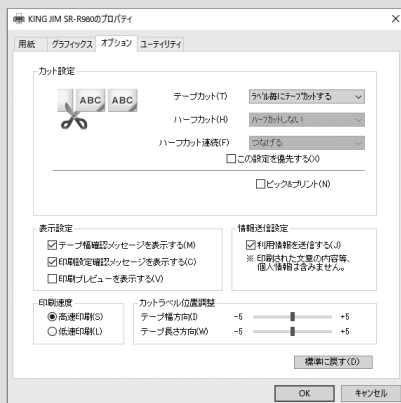 KING JIM SR-R980のプロパティ
用紙 グラフィックス オプション ユーティリティ
カット設定
ABC ABC
テープカット(T) ラベル毎にテープカットする
ハーフカット(H) ハーフカットしない
ハーフカット連続(F) つなげる
この設定を優先する(X)
ピック&プリント(N)
表示設定
テープ幅確認メッセージを表示する(M)
印刷設定確認メッセージを表示する(C)
印刷プレビューを表示する(V)
情報送信設定
利用情報を送信する(J)
※ 印刷された文章の内容等、
個人情報は含みません。
印刷速度
高速印刷(S)
低速印刷(L)
カットラベル位置調整
テープ幅方向(I) -5 +5
テープ長さ方向(W) -5 +5
標準に戻す(D)
OK キャンセル